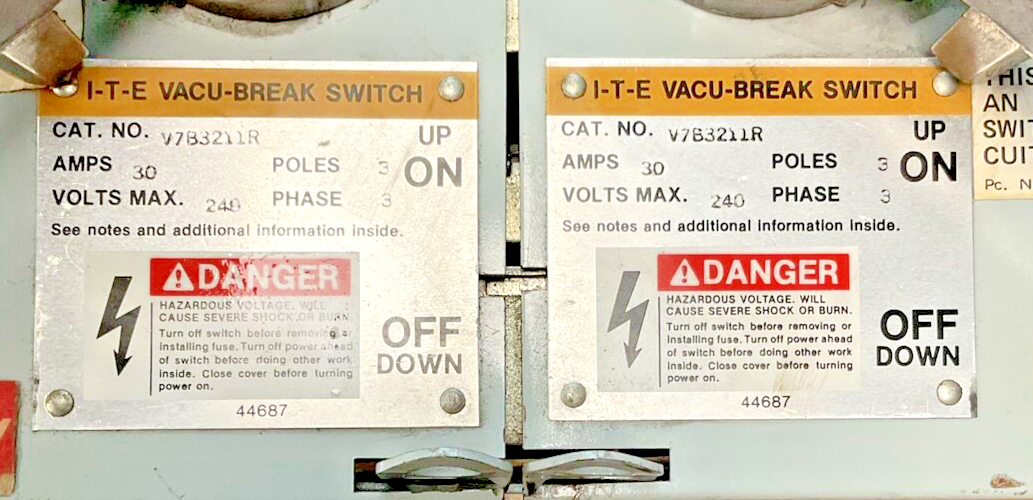 I-T-E VACU-BREAK SWITCH
CAT. NO. V7B3211R UP
AMPS 30 POLES 3 ON
VOLTS MAX. 240 PHASE 3
See notes and additional information inside.
DANGER
HAZARDOUS VOLTAGE. WILL
CAUSE SEVERE SHOCK OR BURN.
Turn off switch before removing or
installing fuse. Turn off power ahead
of switch before doing other work
inside. Close cover before turning
power on.
OFF
DOWN
44687
I-T-E VACU-BREAK SWITCH
CAT. NO. V7B3211R UP
AMPS 30 POLES 3 ON
VOLTS MAX. 240 PHASE 3
See notes and additional information inside.
DANGER
HAZARDOUS VOLTAGE. WILL
CAUSE SEVERE SHOCK OR BURN.
Turn off switch before removing or
installing fuse. Turn off power ahead
of switch before doing other work
inside. Close cover before turning
power on.
OFF
DOWN
44687
THIS
AN
SWIT
CUIT
Pc. N